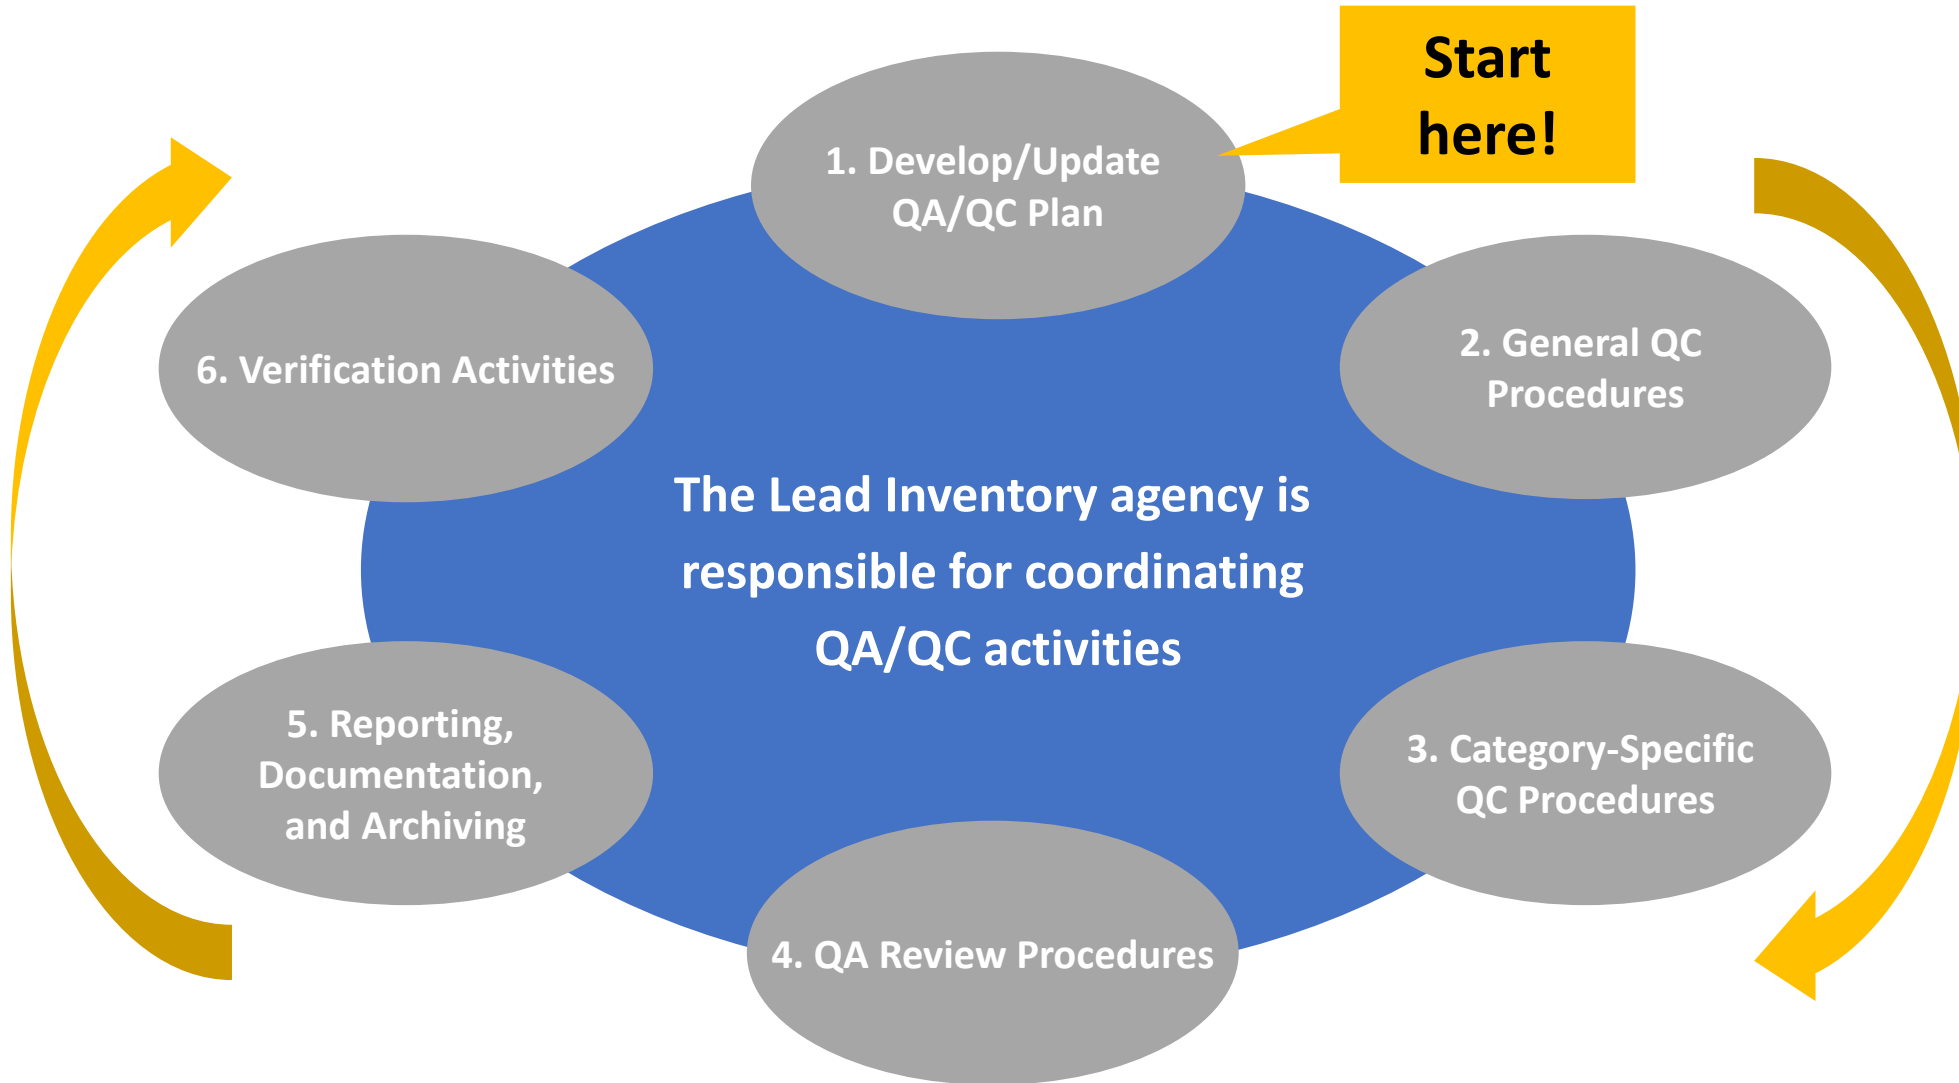 Start
here!
1. Develop/Update
QA/QC Plan
2. General QC
Procedures
3. Category-Specific
QC Procedures
4. QA Review Procedures
5. Reporting,
Documentation,
and Archiving
6. Verification Activities
The Lead Inventory agency is
responsible for coordinating
QA/QC activities